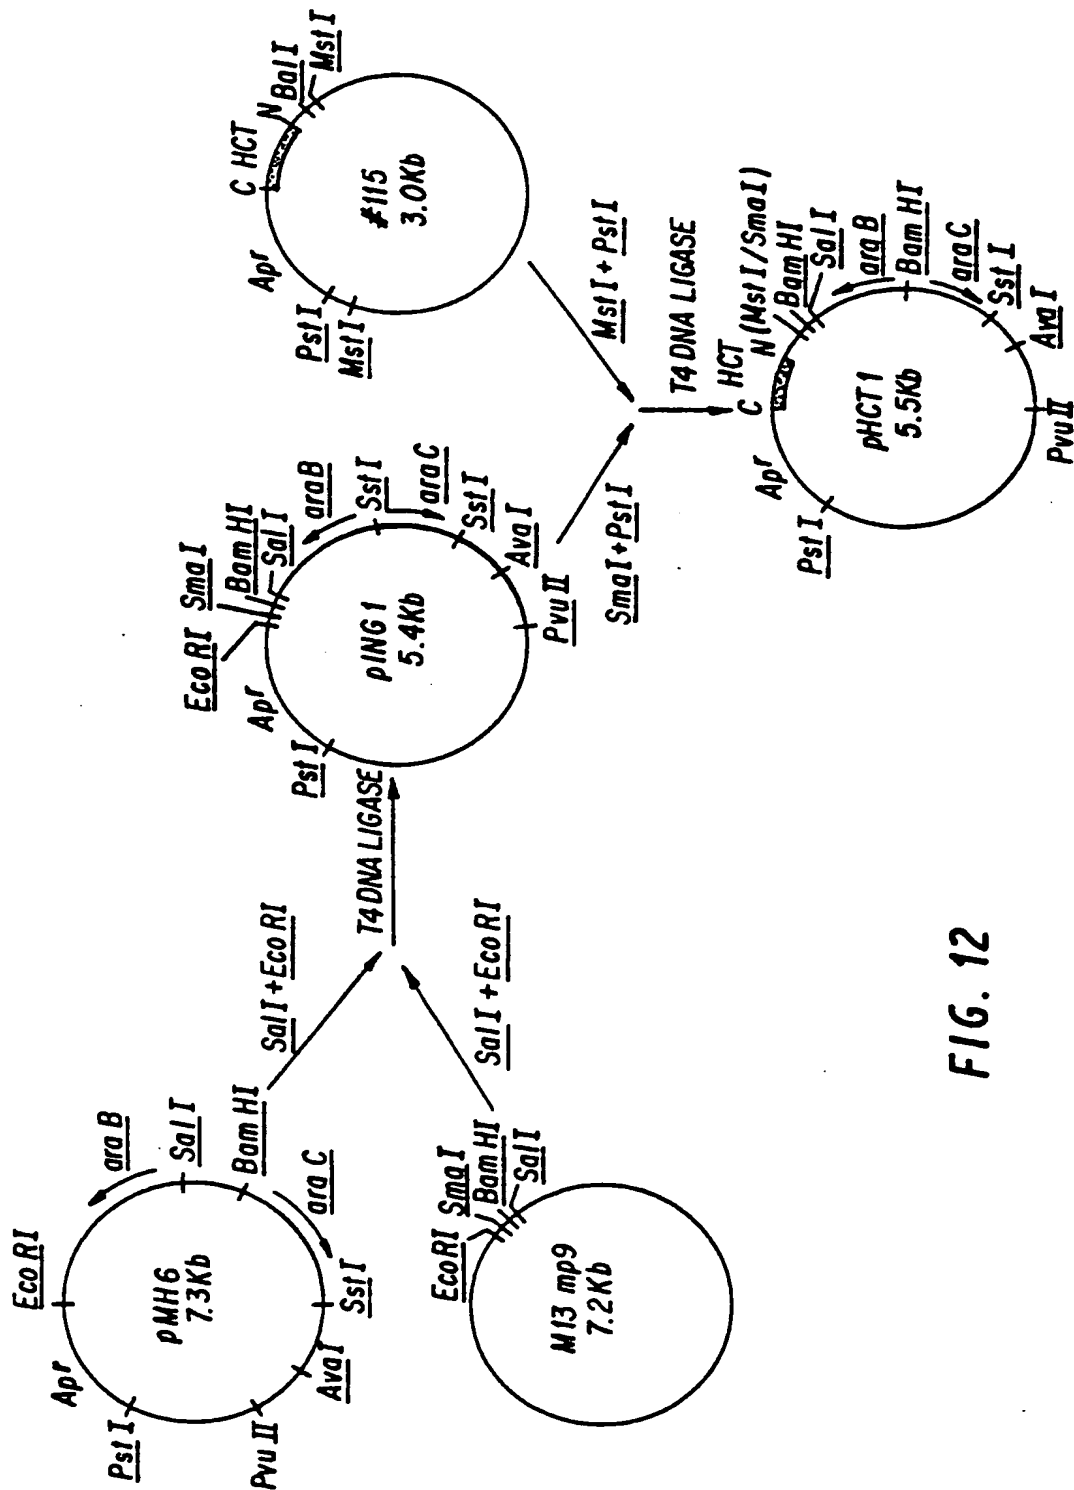 EcoRI
araB
SalI
BamHI
araC
SstI
AvaI
PvuII
PstI
Apr
pMH6
7.3Kb
SalI+EcoRI
EcoRI
SmaI
BamHI
SalI
M13 mp9
7.2Kb
SalI+EcoRI
T4 DNA LIGASE
EcoRI
SmaI
BamHI
SalI
araB
SstI
araC
SstI
AvaI
PvuII
PstI
Apr
pING1
5.4Kb
SmaI+PstI
C HCT N
BalI
MstI
Apr
PstI
MstI
#115
3.0Kb
MstI+PstI
T4 DNA LIGASE
C HCT N (MstI/SmaI)
BamHI
SalI
araB
BamHI
araC
SstI
AvaI
PvuII
PstI
Apr
pHCT1
5.5Kb
FIG. 12